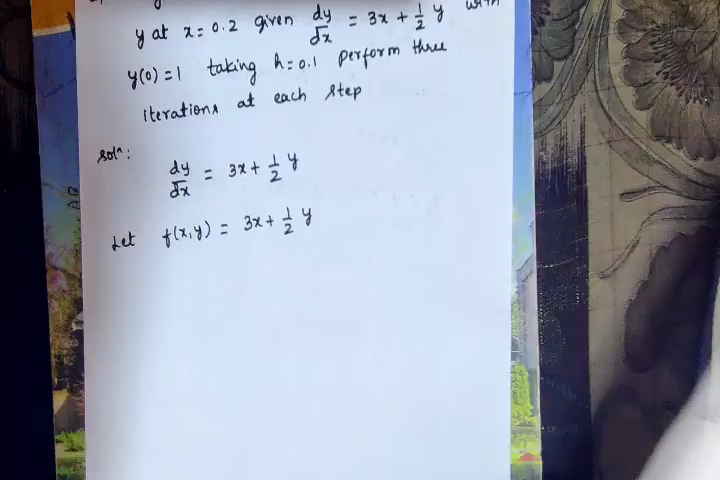 y at x = 0.2 given dy/dx = 3x + 1/2 y with
y(0) = 1 taking h = 0.1 perform three
iterations at each step
solⁿ:
dy/dx = 3x + 1/2 y
Let f(x,y) = 3x + 1/2 y